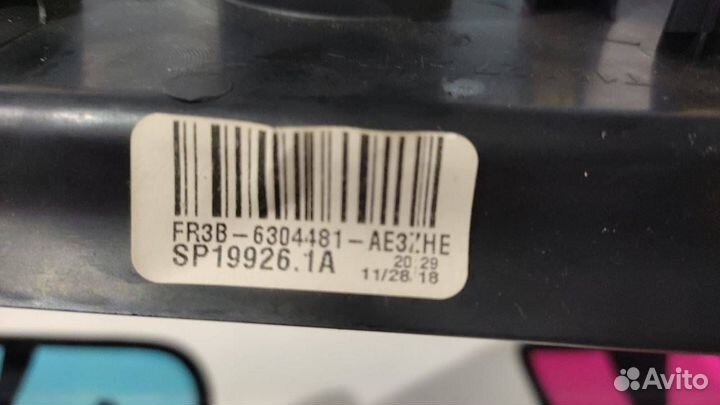 FR3B-6304481-AE3ZHE
SP19926.1A
20:29
11/28/18
Avito